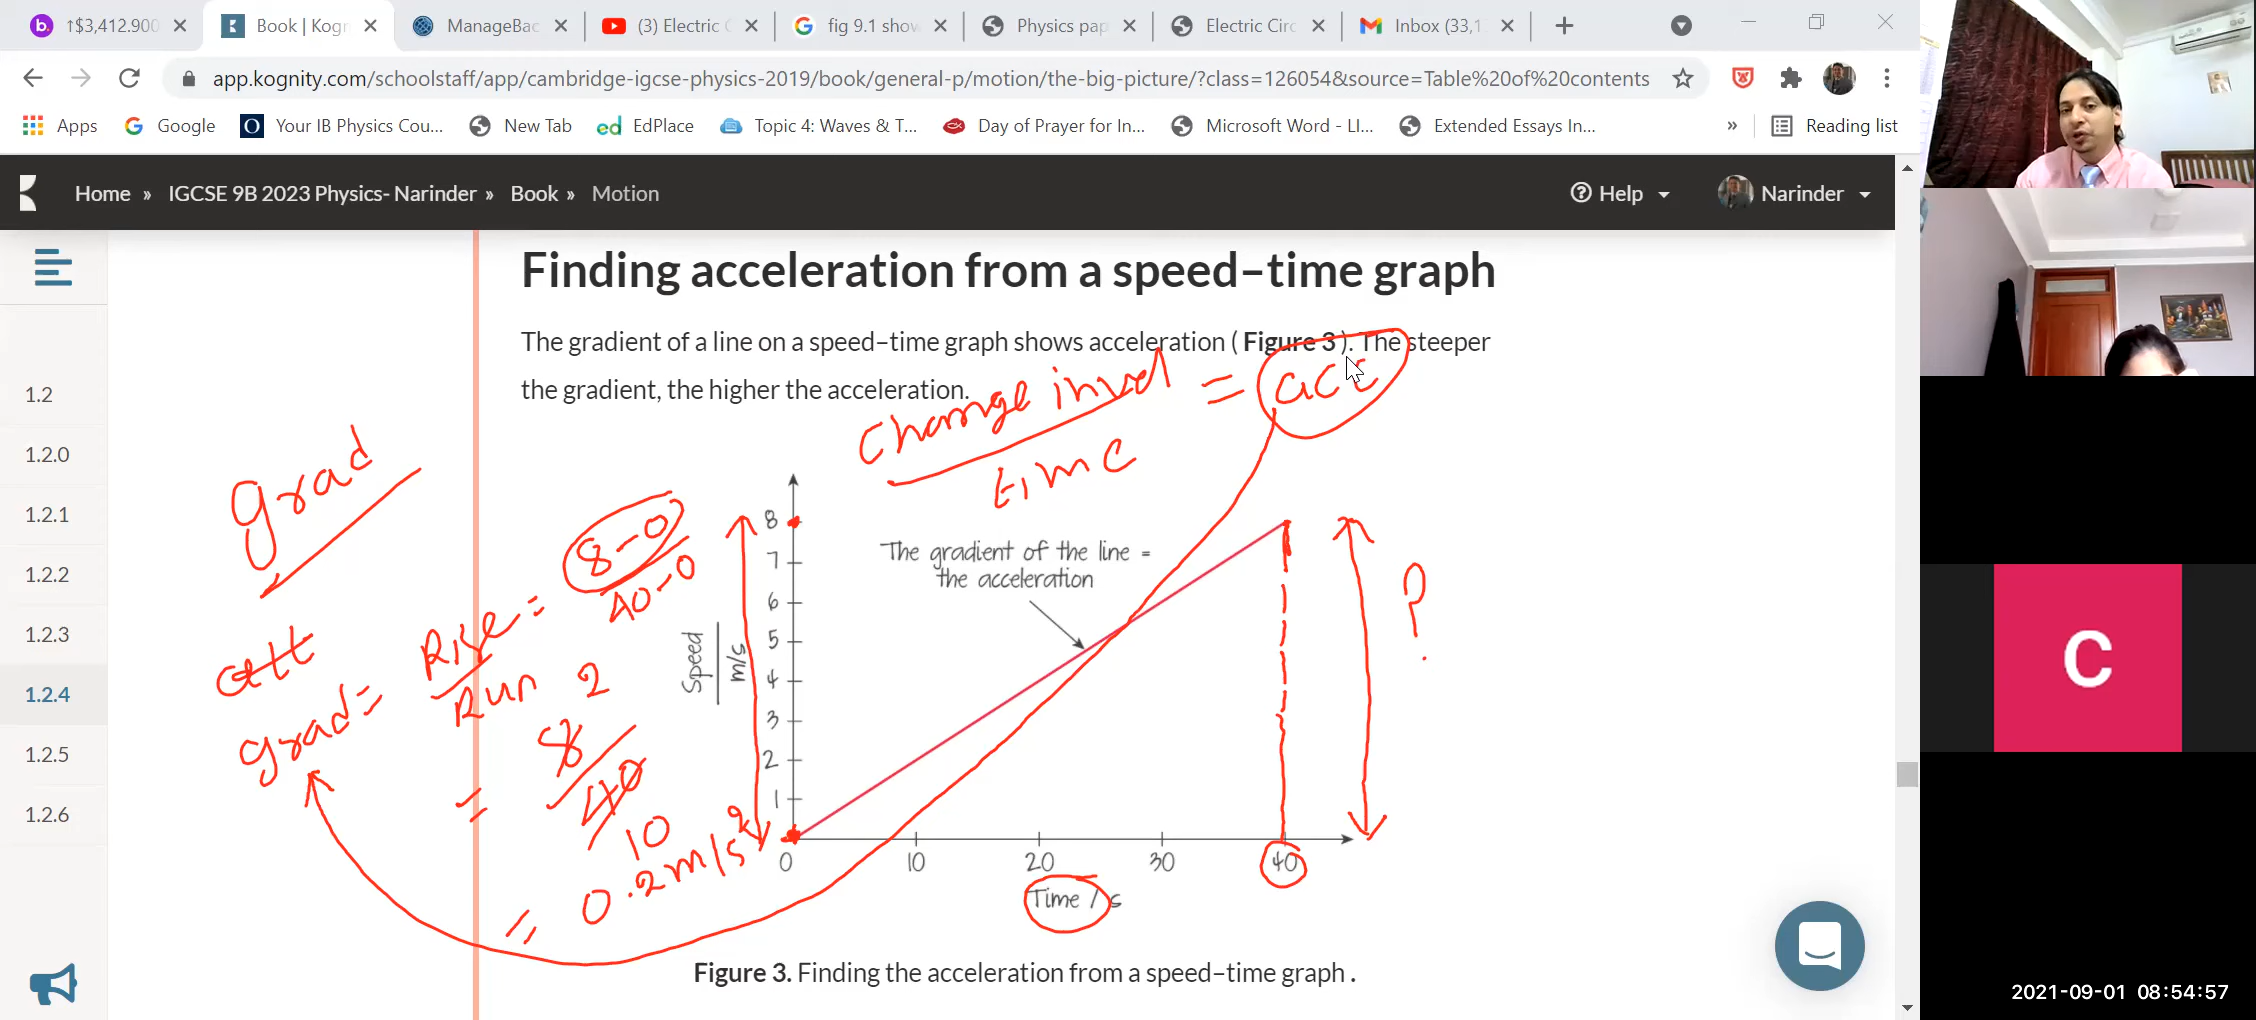 ↑$3,412.900
Book | Kogn
ManageBac
(3) Electric C
fig 9.1 show
Physics pap
Electric Circ
Inbox (33,1
app.kognity.com/schoolstaff/app/cambridge-igcse-physics-2019/book/general-p/motion/the-big-picture/?class=126054&source=Table%20of%20contents
Apps
Google
Your IB Physics Cou...
New Tab
EdPlace
Topic 4: Waves & T...
Day of Prayer for In...
Microsoft Word - LI...
Extended Essays In...
»
Reading list
Home » IGCSE 9B 2023 Physics- Narinder » Book » Motion
Help
Narinder
1.2
1.2.0
1.2.1
1.2.2
1.2.3
1.2.4
1.2.5
1.2.6
Finding acceleration from a speed–time graph
The gradient of a line on a speed–time graph shows acceleration ( Figure 3 ). The steeper
the gradient, the higher the acceleration.
Change in vel = acc
time
grad
8-0
40-0
Rise =
Run
grad =
2
= 8
40
10
= 0.2 m/s²
The gradient of the line =
the acceleration
?
Speed
m/s
8
7
6
5
4
3
2
1
0 10 20 30 40
Time / s
Figure 3. Finding the acceleration from a speed–time graph .
C
2021-09-01 08:54:57